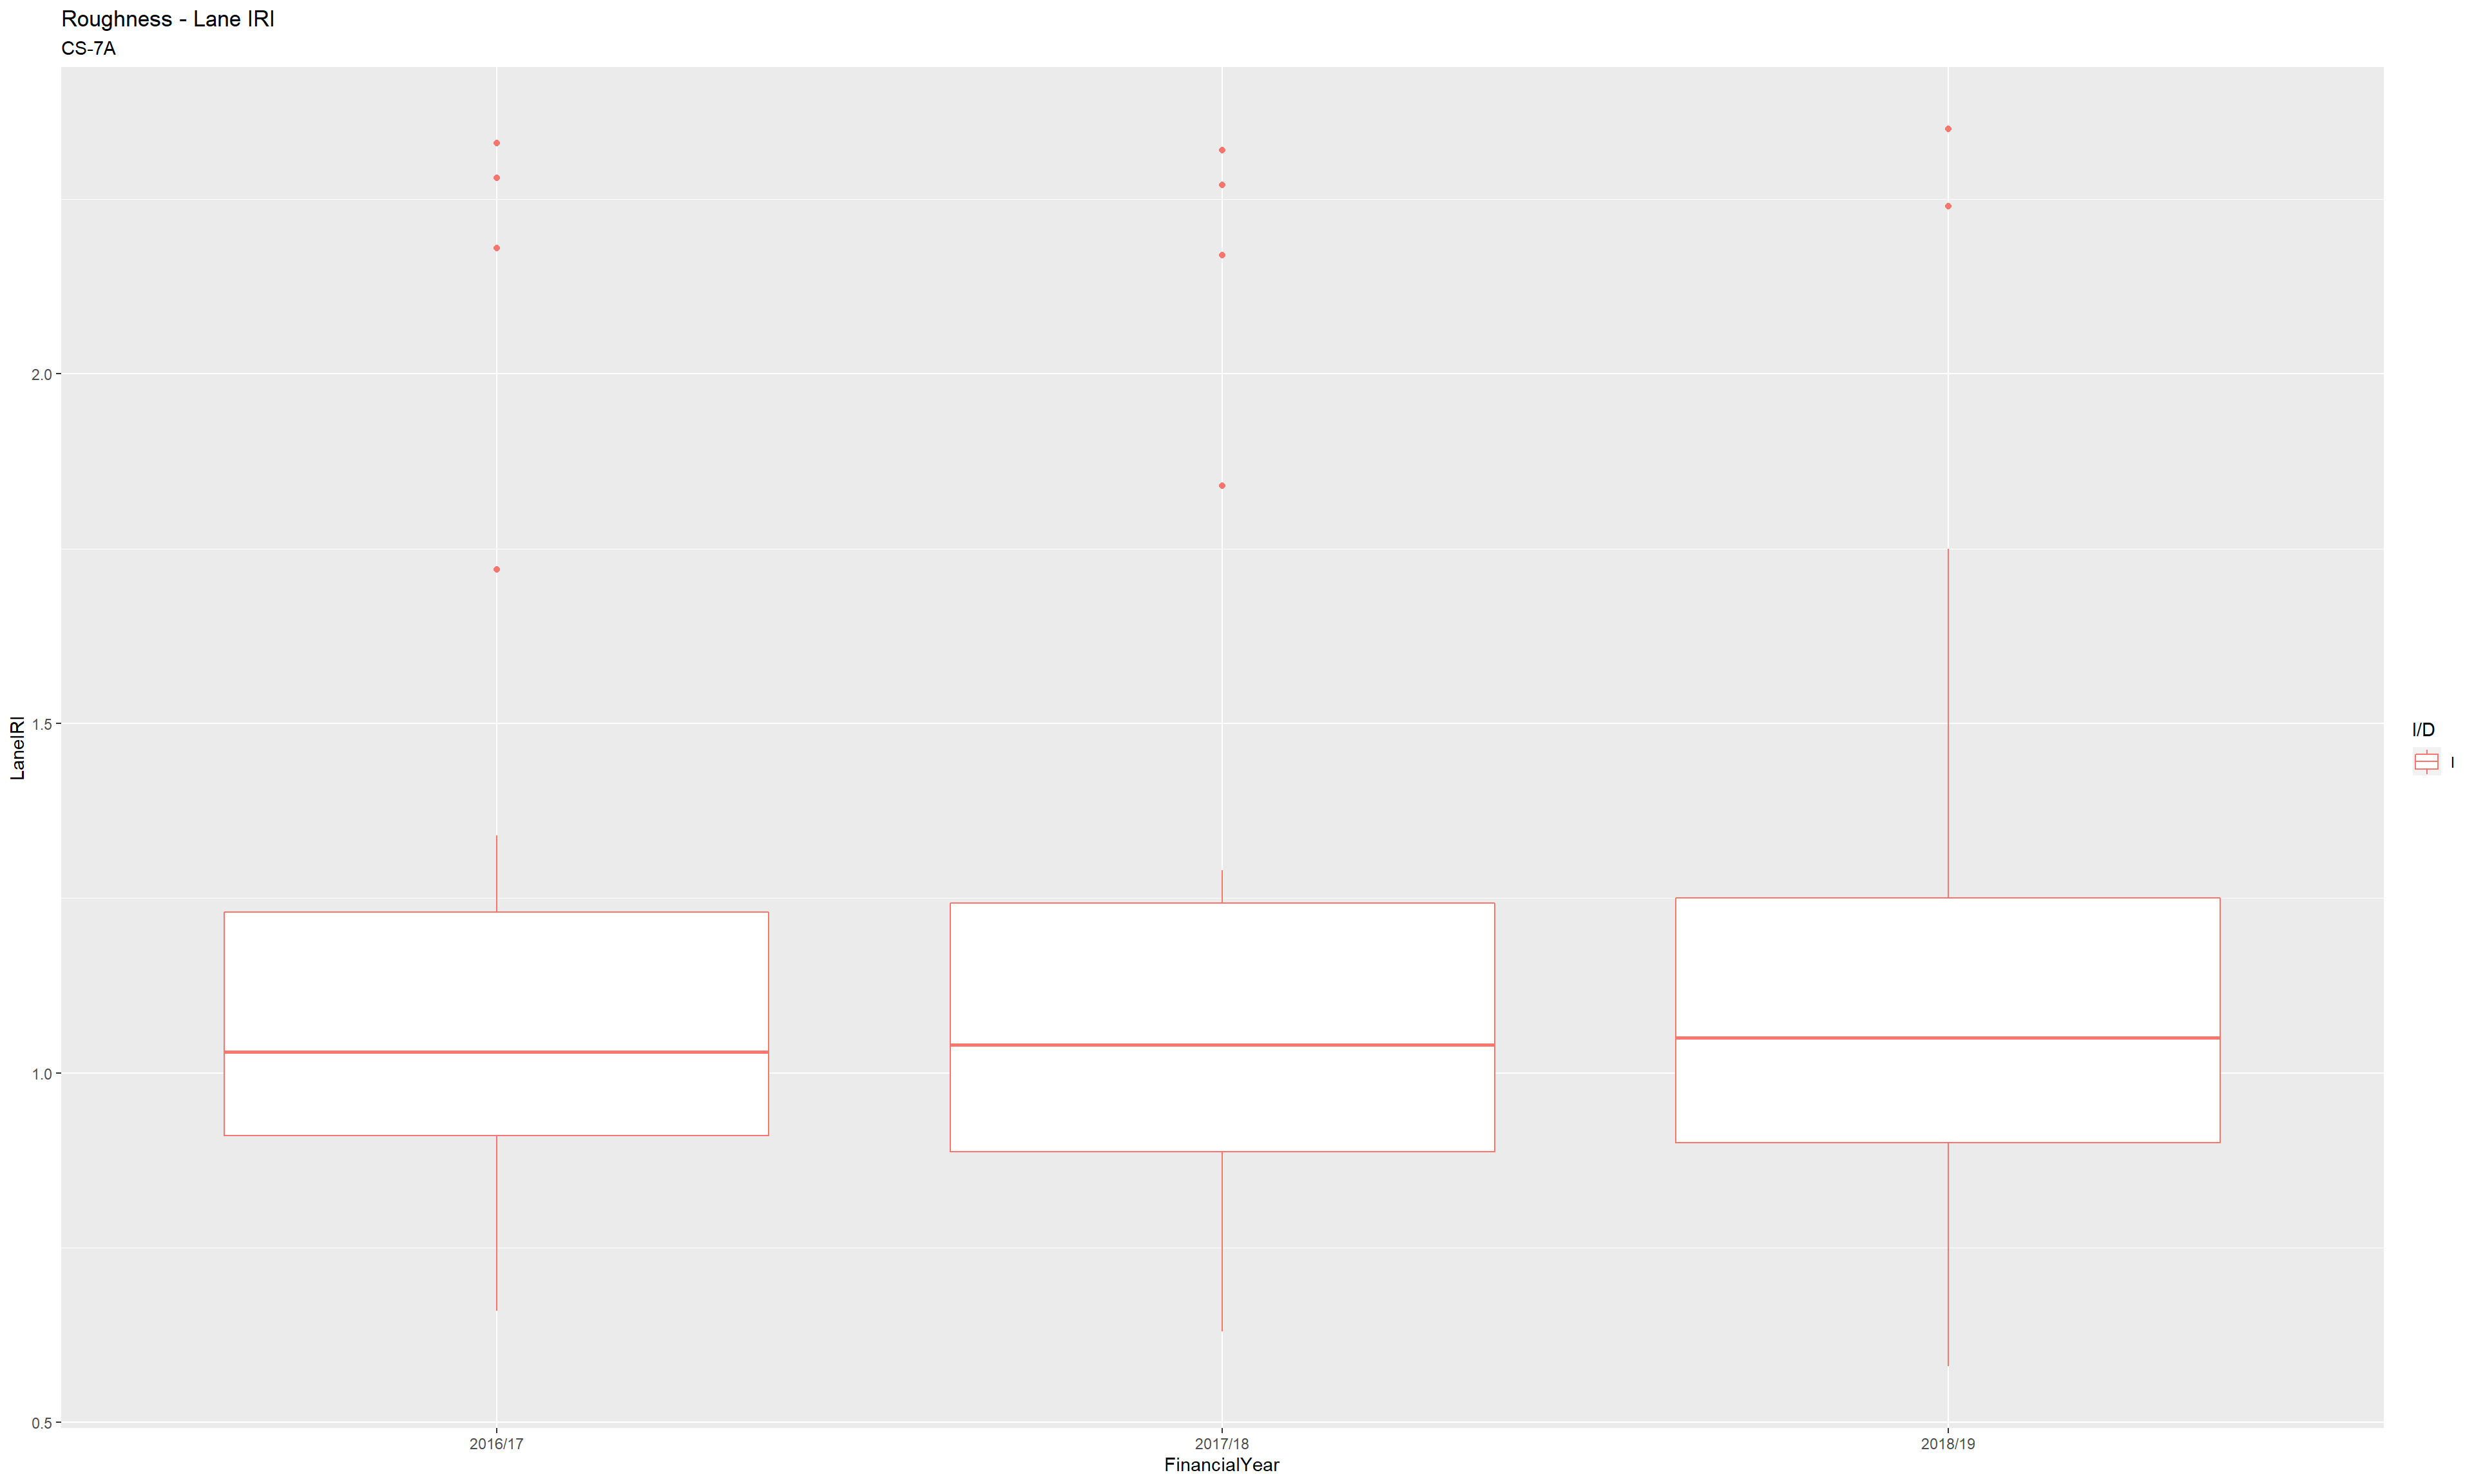 Roughness - Lane IRI
CS-7A
2.0
1.5
1.0
0.5
LaneIRI
2016/17
2017/18
2018/19
FinancialYear
I/D
I